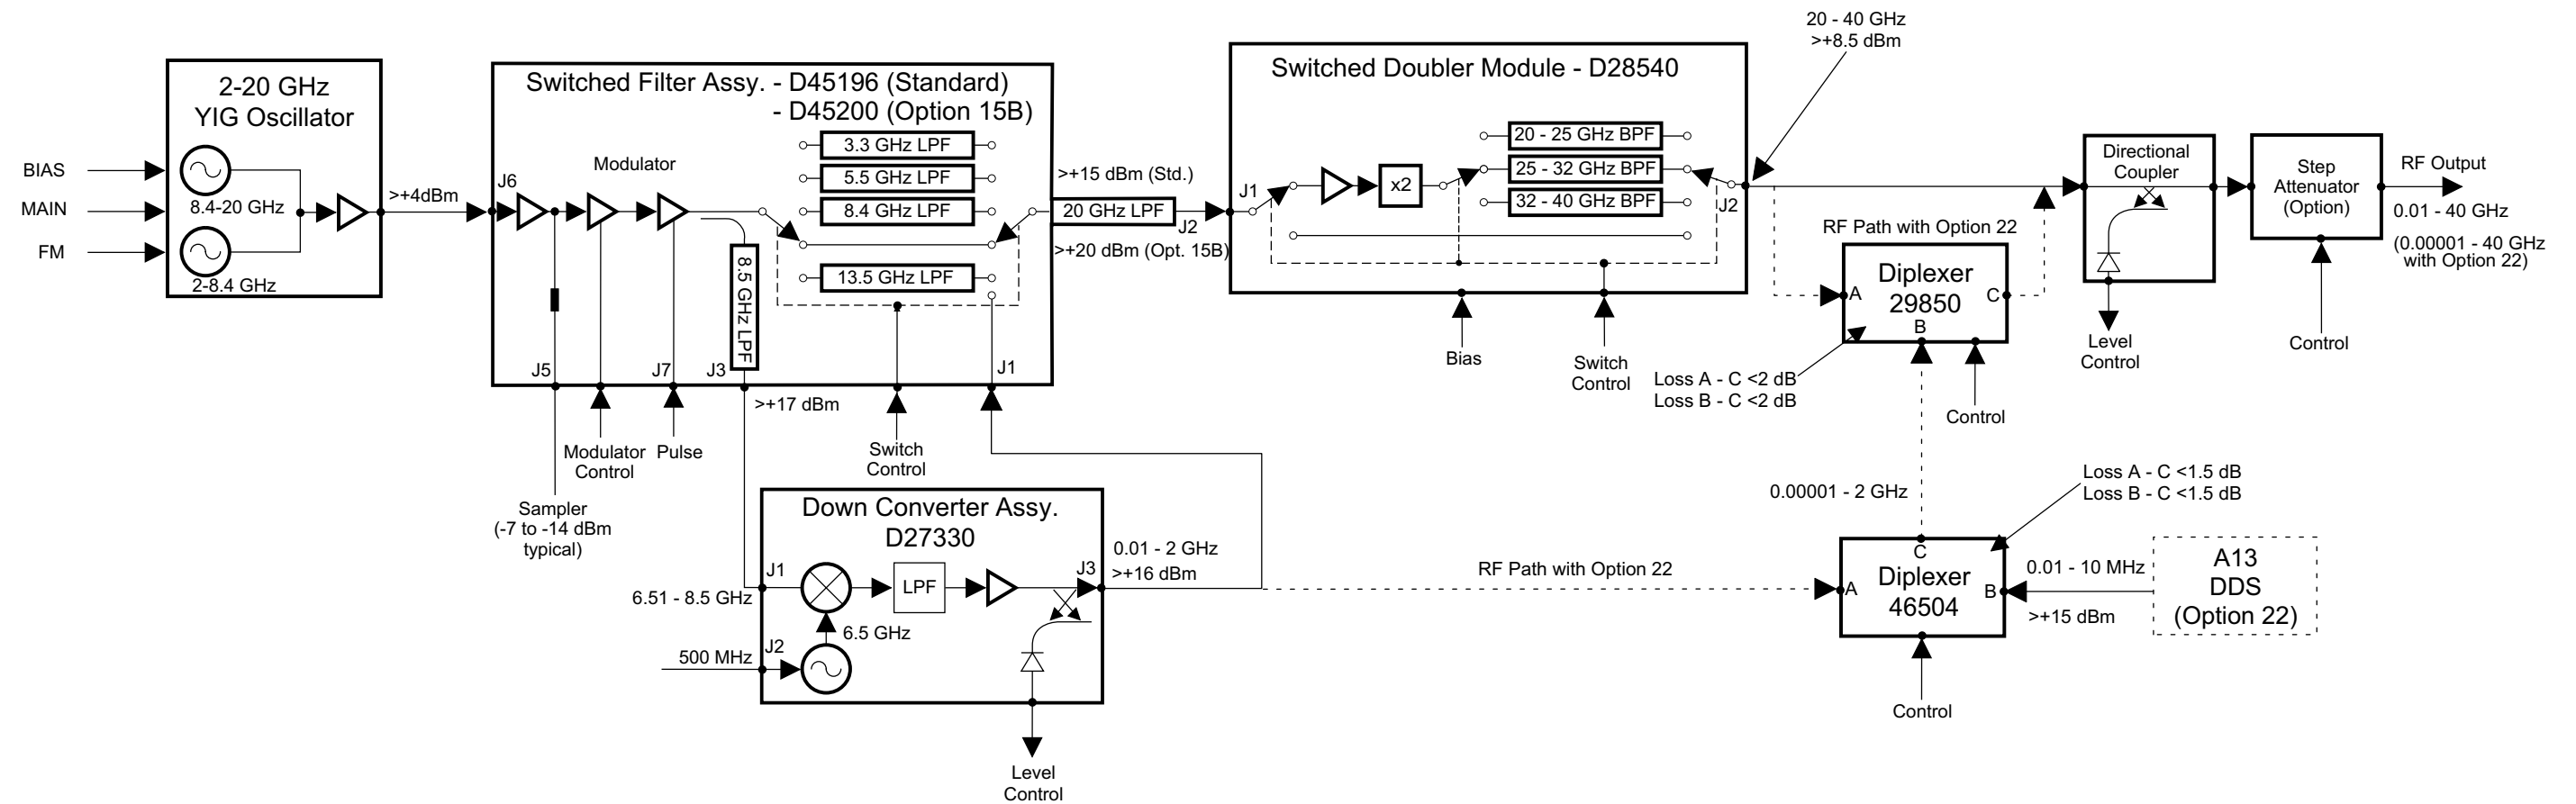 2-20 GHz
YIG Oscillator
BIAS
MAIN
FM
8.4-20 GHz
2-8.4 GHz
>+4dBm
Switched Filter Assy. - D45196 (Standard)
- D45200 (Option 15B)
J6
Modulator
3.3 GHz LPF
5.5 GHz LPF
8.4 GHz LPF
13.5 GHz LPF
8.5 GHz LPF
J5
J7
J3
J1
>+17 dBm
Modulator
Control
Pulse
Switch
Control
Sampler
(-7 to -14 dBm
typical)
>+15 dBm (Std.)
20 GHz LPF
J2
>+20 dBm (Opt. 15B)
Down Converter Assy.
D27330
J1
6.51 - 8.5 GHz
LPF
6.5 GHz
J2
500 MHz
J3
0.01 - 2 GHz
>+16 dBm
Level
Control
Switched Doubler Module - D28540
J1
x2
20 - 25 GHz BPF
25 - 32 GHz BPF
32 - 40 GHz BPF
J2
Bias
Switch
Control
20 - 40 GHz
>+8.5 dBm
RF Path with Option 22
Diplexer
29850
A
C
B
Loss A - C <2 dB
Loss B - C <2 dB
Control
Directional
Coupler
Level
Control
Step
Attenuator
(Option)
Control
RF Output
0.01 - 40 GHz
(0.00001 - 40 GHz
with Option 22)
0.00001 - 2 GHz
Loss A - C <1.5 dB
Loss B - C <1.5 dB
RF Path with Option 22
C
Diplexer
46504
A
B
Control
0.01 - 10 MHz
>+15 dBm
A13
DDS
(Option 22)